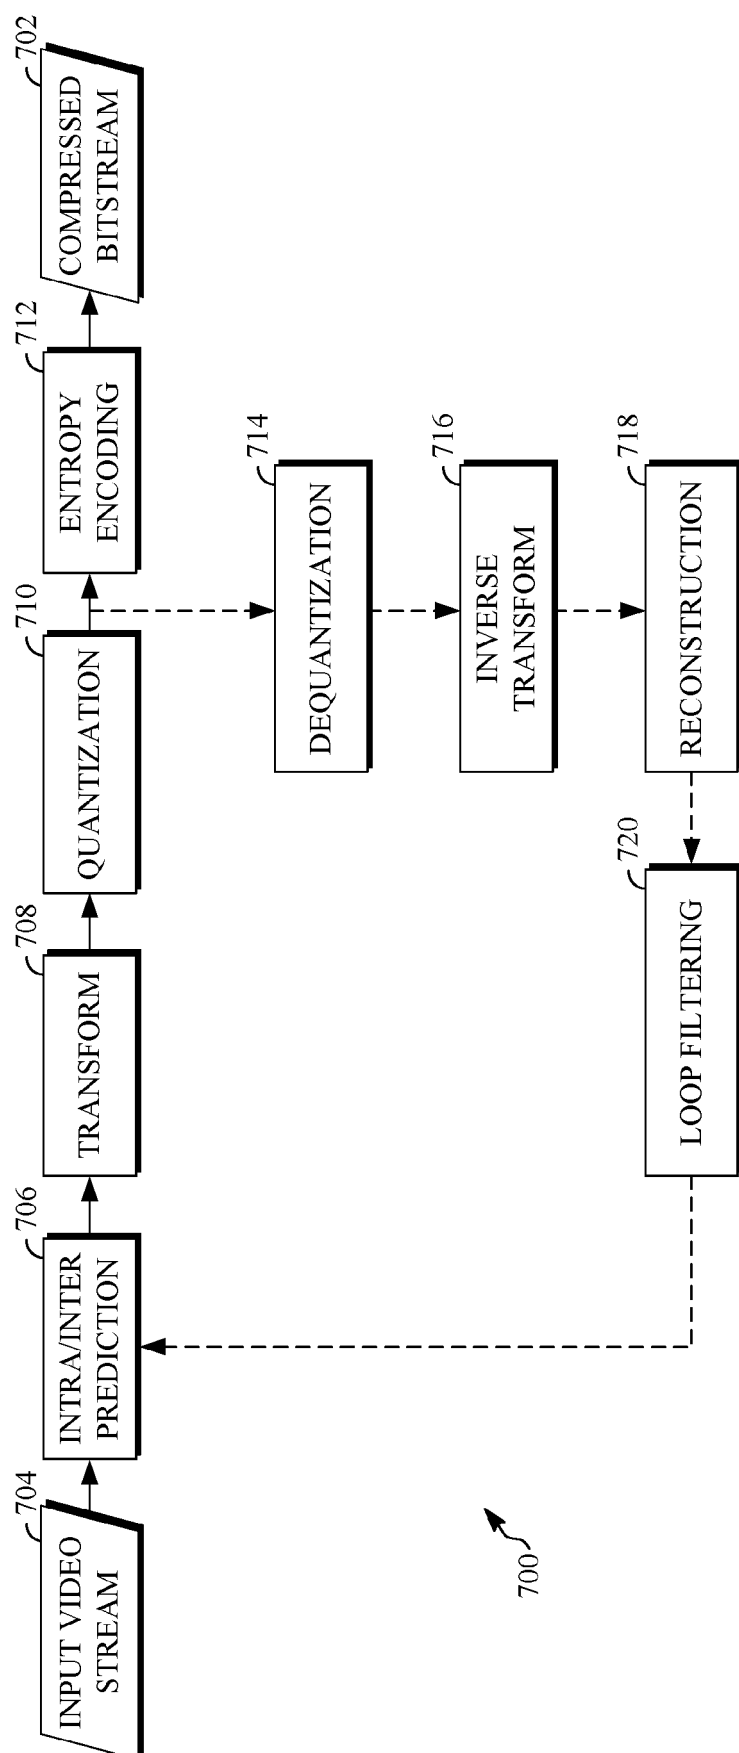 704
INPUT VIDEO
STREAM
706
INTRA/INTER
PREDICTION
708
TRANSFORM
710
QUANTIZATION
712
ENTROPY
ENCODING
702
COMPRESSED
BITSTREAM
714
DEQUANTIZATION
716
INVERSE
TRANSFORM
718
RECONSTRUCTION
720
LOOP FILTERING
700